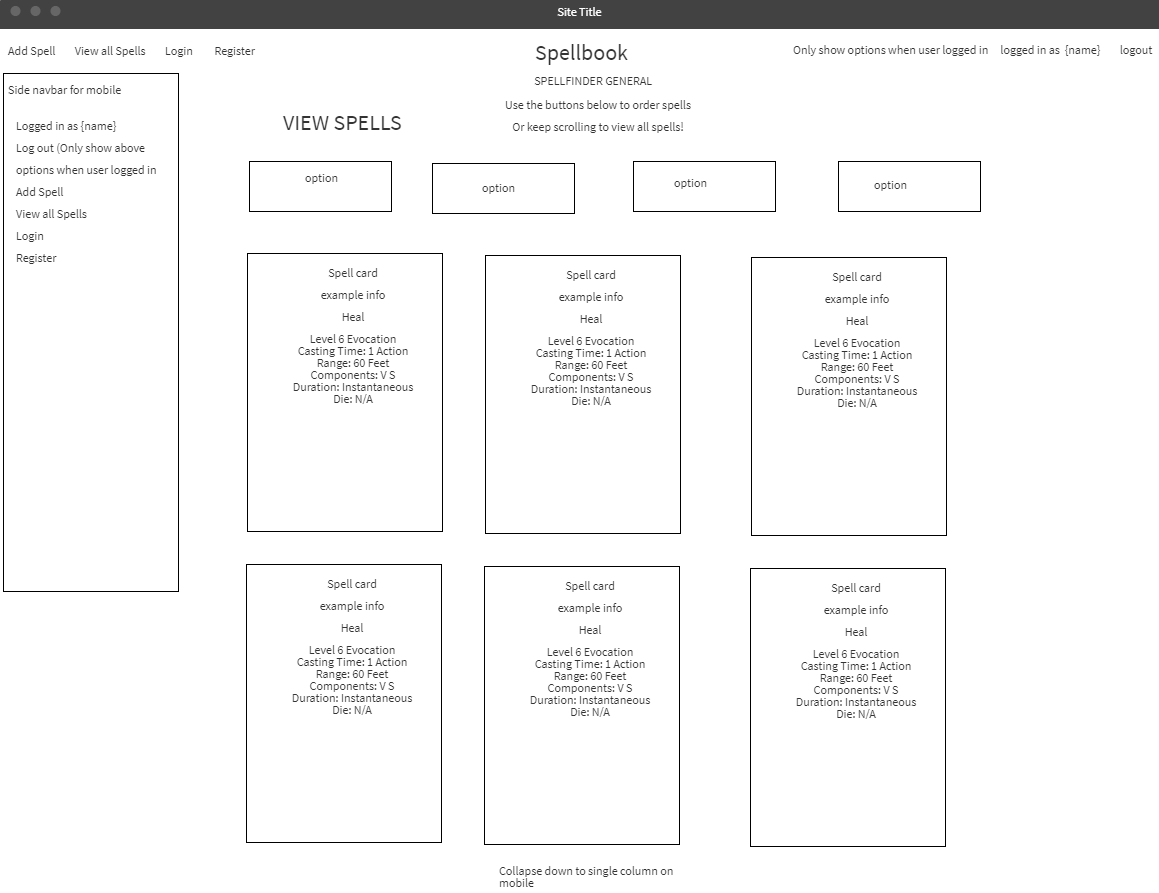 Site Title
Add Spell
View all Spells
Login
Register
Spellbook
Only show options when user logged in
logged in as {name}
logout
SPELLFINDER GENERAL
Use the buttons below to order spells
Or keep scrolling to view all spells!
Side navbar for mobile
Logged in as {name}
Log out (Only show above
options when user logged in
Add Spell
View all Spells
Login
Register
VIEW SPELLS
option
option
option
option
Spell card
example info
Heal
Level 6 Evocation
Casting Time: 1 Action
Range: 60 Feet
Components: V S
Duration: Instantaneous
Die: N/A
Spell card
example info
Heal
Level 6 Evocation
Casting Time: 1 Action
Range: 60 Feet
Components: V S
Duration: Instantaneous
Die: N/A
Spell card
example info
Heal
Level 6 Evocation
Casting Time: 1 Action
Range: 60 Feet
Components: V S
Duration: Instantaneous
Die: N/A
Spell card
example info
Heal
Level 6 Evocation
Casting Time: 1 Action
Range: 60 Feet
Components: V S
Duration: Instantaneous
Die: N/A
Spell card
example info
Heal
Level 6 Evocation
Casting Time: 1 Action
Range: 60 Feet
Components: V S
Duration: Instantaneous
Die: N/A
Spell card
example info
Heal
Level 6 Evocation
Casting Time: 1 Action
Range: 60 Feet
Components: V S
Duration: Instantaneous
Die: N/A
Collapse down to single column on
mobile